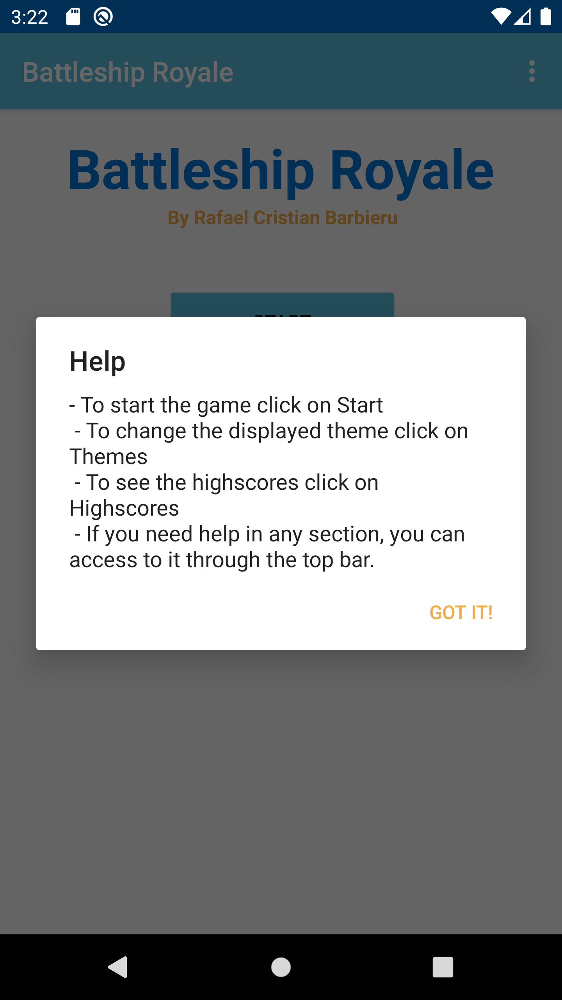 3:22
Battleship Royale
Battleship Royale
By Rafael Cristian Barbieru
START
Help
- To start the game click on Start
- To change the displayed theme click on
Themes
- To see the highscores click on
Highscores
- If you need help in any section, you can
access to it through the top bar.
GOT IT!